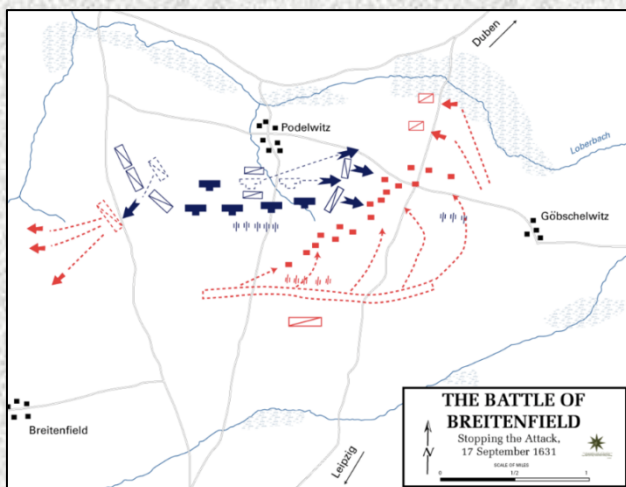 Duben
Podelwitz
Loberbach
Göbschelwitz
Breitenfield
Leipzig
THE BATTLE OF
BREITENFIELD
Stopping the Attack,
17 September 1631
N
SCALE OF MILES
0 1/2 1